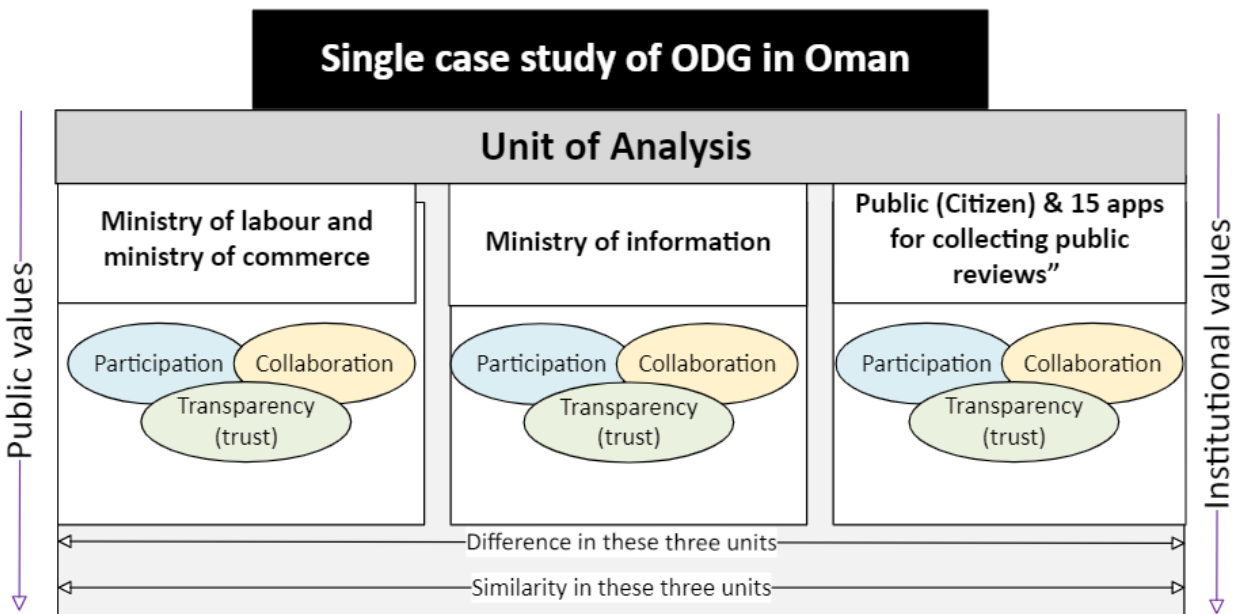 Single case study of ODG in Oman
Unit of Analysis
Ministry of labour and
ministry of commerce
Ministry of information
Public (Citizen) & 15 apps
for collecting public
reviews”
Public values
Participation
Collaboration
Transparency
(trust)
Participation
Collaboration
Transparency
(trust)
Participation
Collaboration
Transparency
(trust)
Institutional values
Difference in these three units
Similarity in these three units